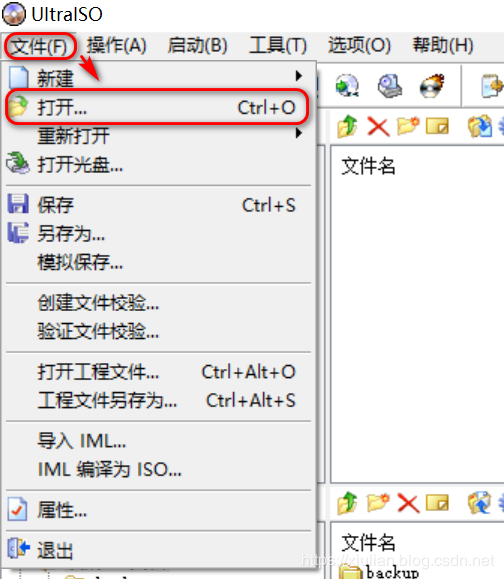 UltraISO
文件(F) 操作(A) 启动(B) 工具(T) 选项(O) 帮助(H)
新建
打开... Ctrl+O
重新打开
打开光盘...
文件名
保存 Ctrl+S
另存为...
模拟保存...
创建文件校验...
验证文件校验...
打开工程文件... Ctrl+Alt+O
工程文件另存为... Ctrl+Alt+S
导入 IML...
IML 编译为 ISO...
属性...
退出
文件名
backup